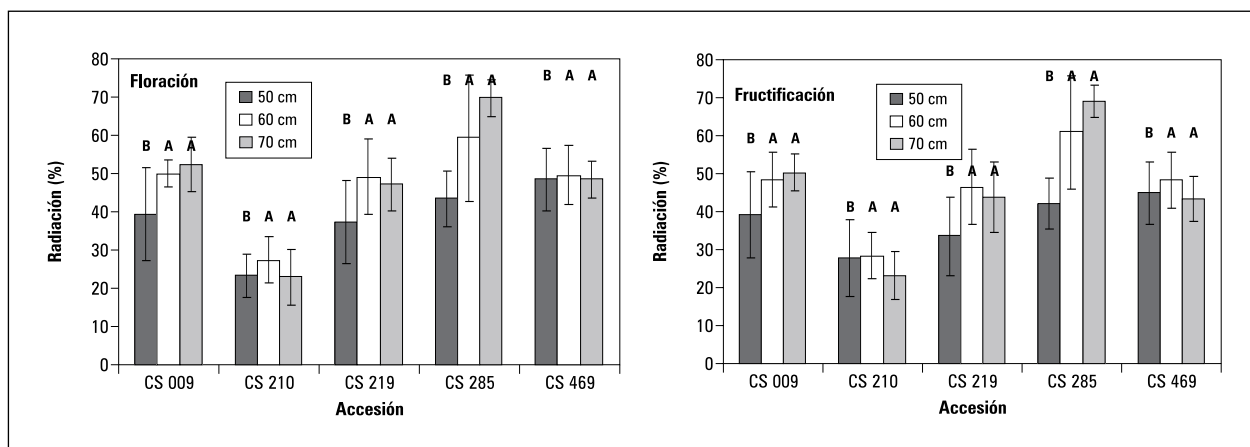 80
70
60
50
40
30
20
10
0
Radiación (%)
Floración
50 cm
60 cm
70 cm
B A A
B A A
B A A
B A A
B A A
CS 009 CS 210 CS 219 CS 285 CS 469
Accesión
80
70
60
50
40
30
20
10
0
Radiación (%)
Fructificación
50 cm
60 cm
70 cm
B A A
B A A
B A A
B A A
B A A
CS 009 CS 210 CS 219 CS 285 CS 469
Accesión